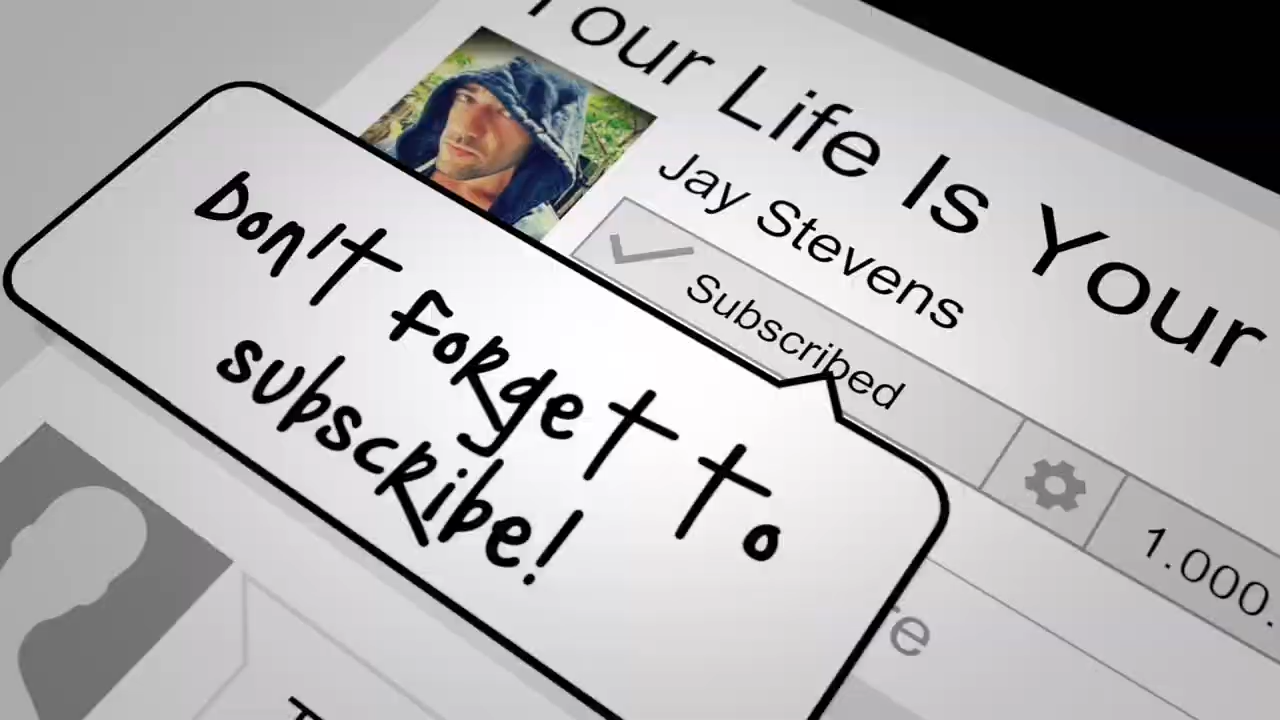 Your Life Is Your
Jay Stevens
Subscribed
1.000.
Don't forget to
subscribe!